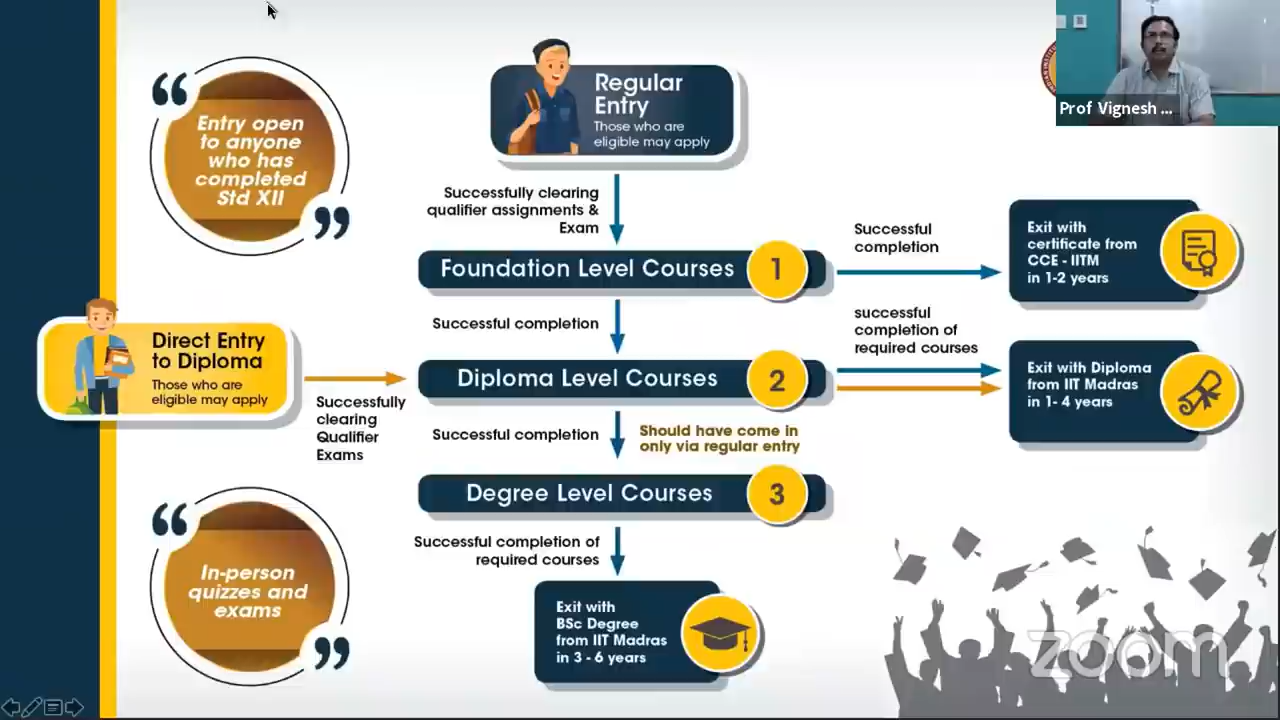 Entry open
to anyone
who has
completed
Std XII
Regular
Entry
Those who are
eligible may apply
Prof Vignesh ...
Successfully clearing
qualifier assignments &
Exam
Foundation Level Courses
1
Successful
completion
Exit with
certificate from
CCE - IITM
in 1-2 years
Successful completion
successful
completion of
required courses
Direct Entry
to Diploma
Those who are
eligible may apply
Successfully
clearing
Qualifier
Exams
Diploma Level Courses
2
Exit with Diploma
from IIT Madras
in 1- 4 years
Successful completion
Should have come in
only via regular entry
Degree Level Courses
3
In-person
quizzes and
exams
Successful completion of
required courses
Exit with
BSc Degree
from IIT Madras
in 3 - 6 years
zoom